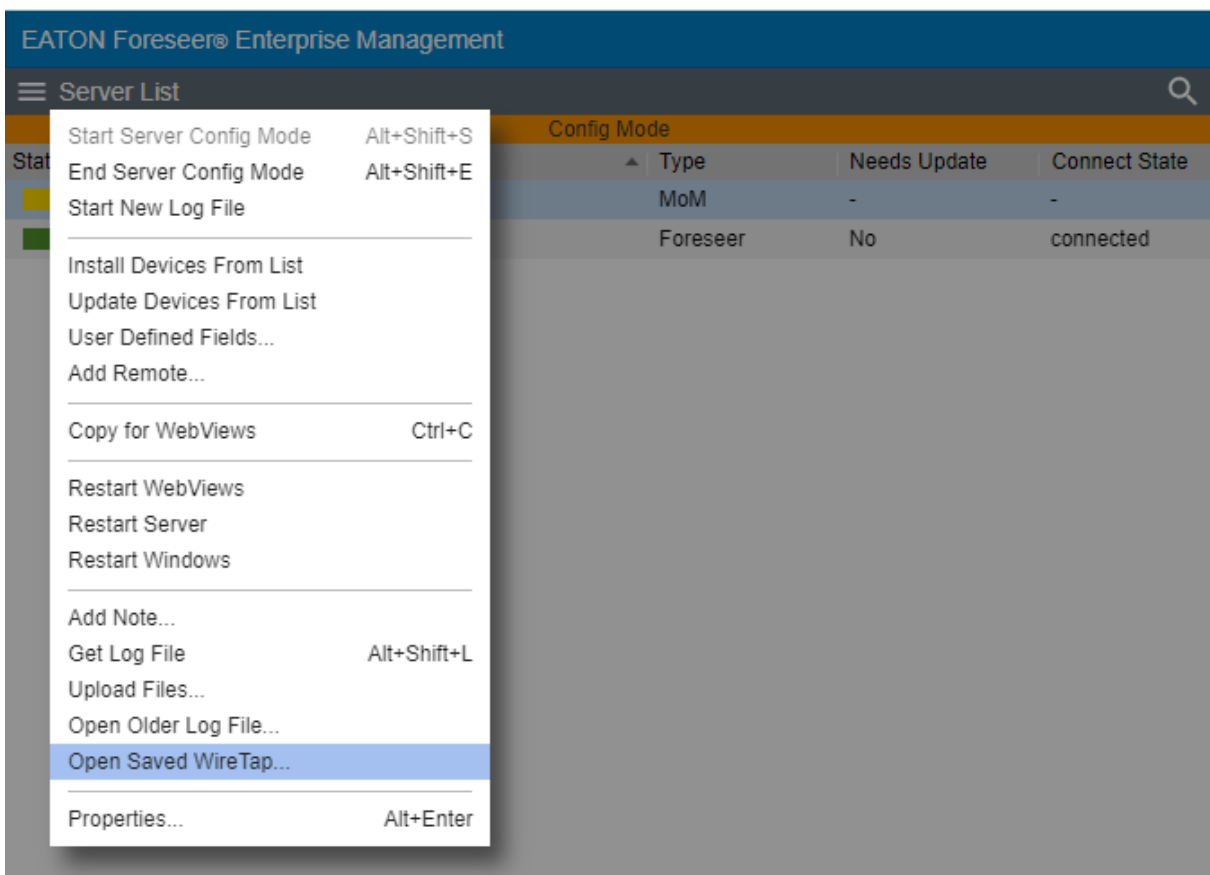 EATON Foreseer® Enterprise Management
Server List
Config Mode
Stat Type Needs Update Connect State
MoM - -
Foreseer No connected
Start Server Config Mode Alt+Shift+S
End Server Config Mode Alt+Shift+E
Start New Log File
Install Devices From List
Update Devices From List
User Defined Fields...
Add Remote...
Copy for WebViews Ctrl+C
Restart WebViews
Restart Server
Restart Windows
Add Note...
Get Log File Alt+Shift+L
Upload Files...
Open Older Log File...
Open Saved WireTap...
Properties... Alt+Enter